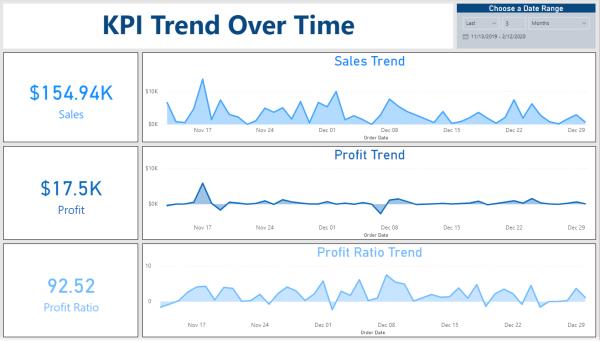 KPI Trend Over Time
Choose a Date Range
Last 3 Months
11/13/2019 - 2/12/2020
$154.94K
Sales
Sales Trend
$10K
$0K
Nov 17 Nov 24 Dec 01 Dec 08 Dec 15 Dec 22 Dec 29
Order Date
$17.5K
Profit
Profit Trend
$10K
$0K
Nov 17 Nov 24 Dec 01 Dec 08 Dec 15 Dec 22 Dec 29
Order Date
92.52
Profit Ratio
Profit Ratio Trend
10
0
Nov 17 Nov 24 Dec 01 Dec 08 Dec 15 Dec 22 Dec 29
Order Date